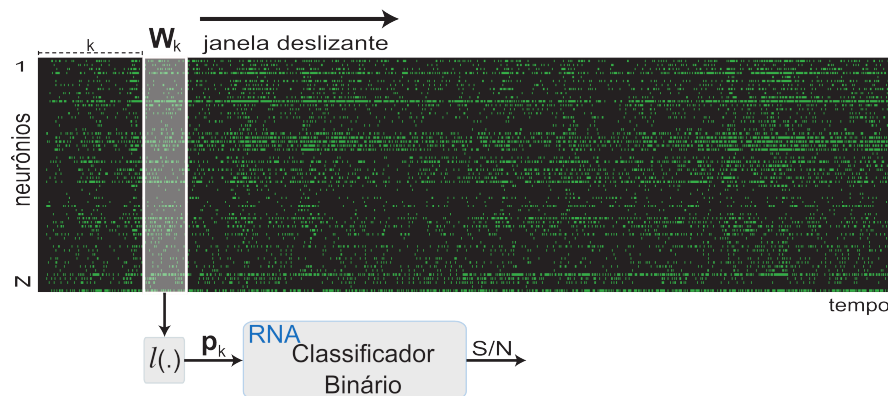 k
W_k
janela deslizante
1
neurônios
Z
tempo
l(.)
p_k
RNA
Classificador
Binário
S/N